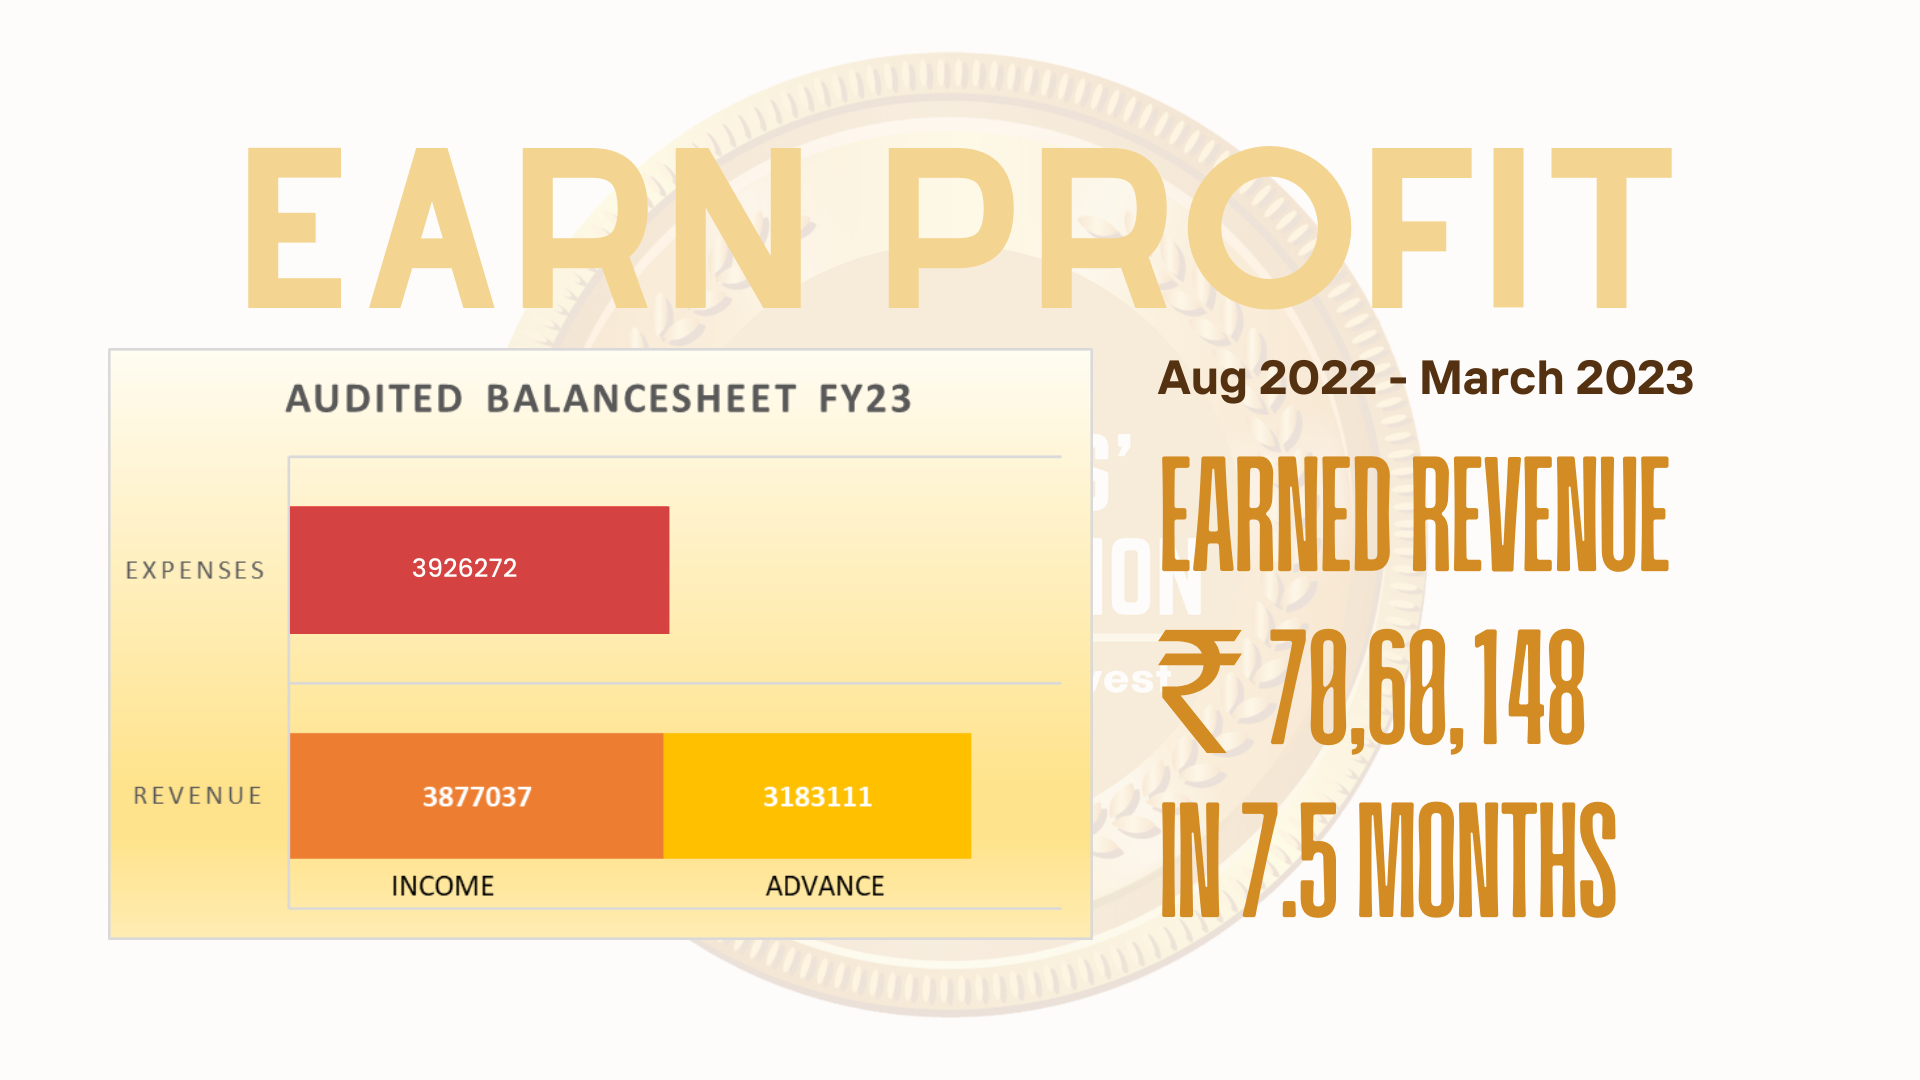 EARN PROFIT
AUDITED BALANCESHEET FY23
EXPENSES
3926272
REVENUE
3877037
3183111
INCOME
ADVANCE
Aug 2022 - March 2023
EARNED REVENUE
₹ 70,60,148
IN 7.5 MONTHS